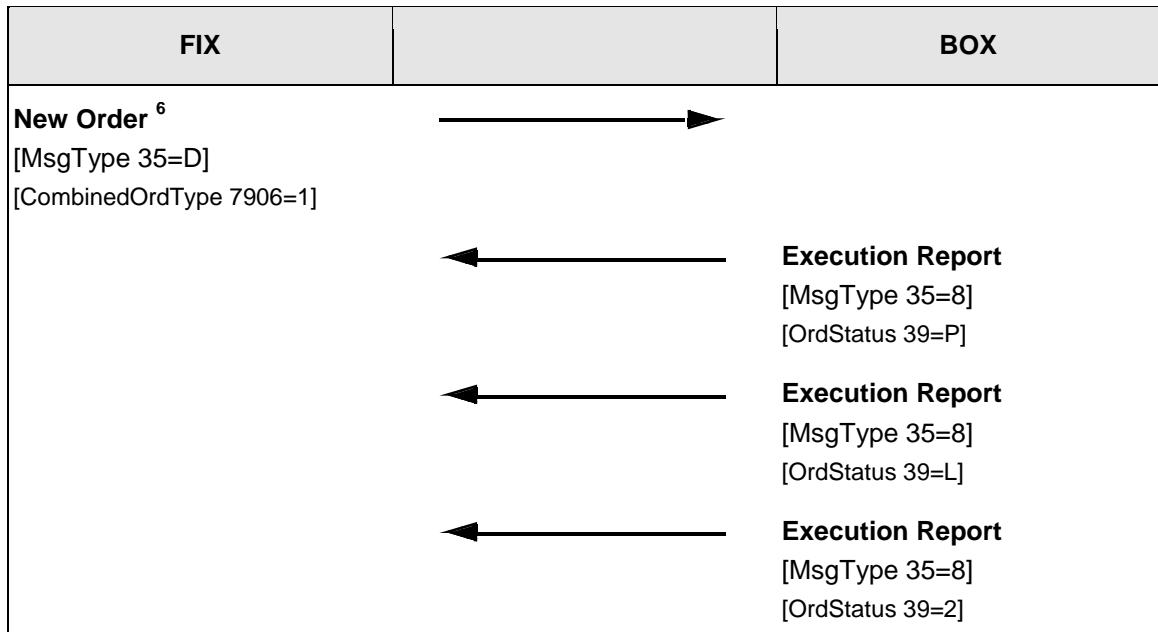 FIX
BOX
New Order 6
[MsgType 35=D]
[CombinedOrdType 7906=1]
Execution Report
[MsgType 35=8]
[OrdStatus 39=P]
Execution Report
[MsgType 35=8]
[OrdStatus 39=L]
Execution Report
[MsgType 35=8]
[OrdStatus 39=2]